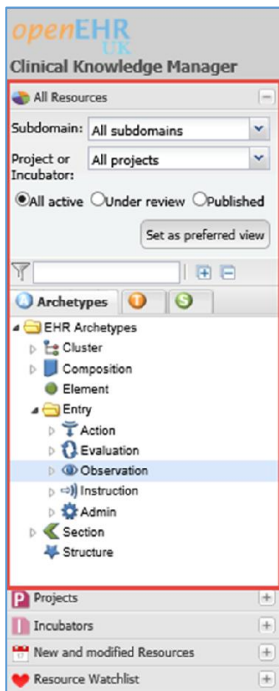 openEHR
UK
Clinical Knowledge Manager
All Resources
Subdomain: All subdomains
Project or Incubator: All projects
All active Under review Published
Set as preferred view
A Archetypes T S
EHR Archetypes
Cluster
Composition
Element
Entry
Action
Evaluation
Observation
Instruction
Admin
Section
Structure
P Projects
I Incubators
New and modified Resources
Resource Watchlist